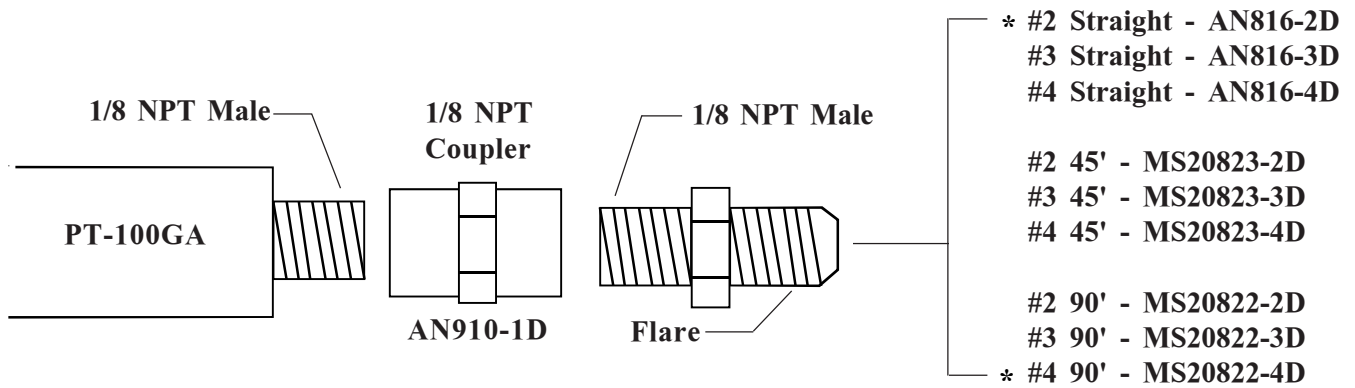 1/8 NPT Male
1/8 NPT
Coupler
1/8 NPT Male
PT-100GA
AN910-1D
Flare
* #2 Straight - AN816-2D
#3 Straight - AN816-3D
#4 Straight - AN816-4D
#2 45' - MS20823-2D
#3 45' - MS20823-3D
#4 45' - MS20823-4D
#2 90' - MS20822-2D
#3 90' - MS20822-3D
* #4 90' - MS20822-4D